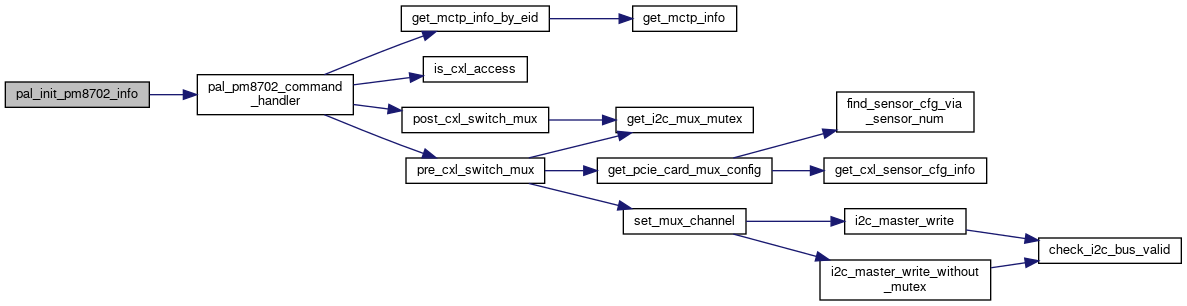 pal_init_pm8702_info
pal_pm8702_command
_handler
get_mctp_info_by_eid
get_mctp_info
is_cxl_access
post_cxl_switch_mux
get_i2c_mux_mutex
pre_cxl_switch_mux
get_pcie_card_mux_config
find_sensor_cfg_via
_sensor_num
get_cxl_sensor_cfg_info
set_mux_channel
i2c_master_write
i2c_master_write_without
_mutex
check_i2c_bus_valid